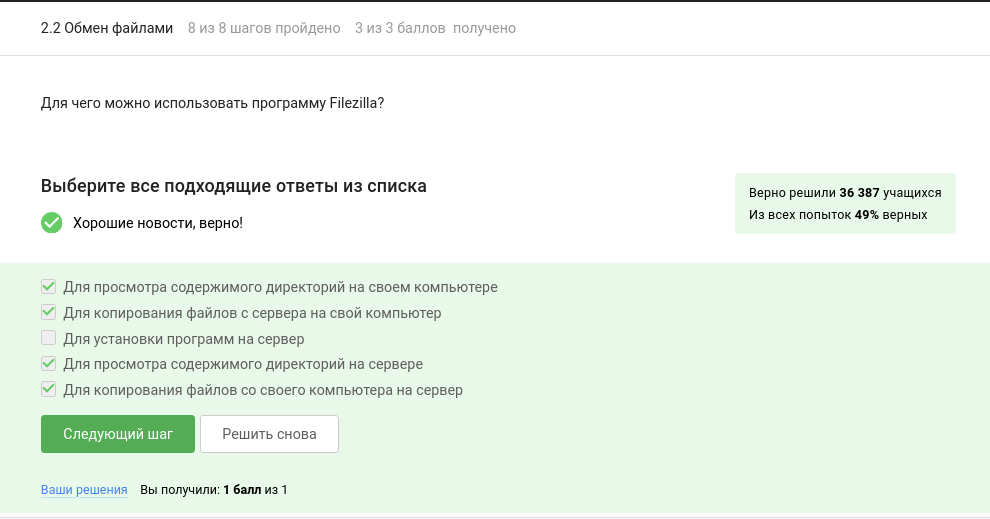 2.2 Обмен файлами 8 из 8 шагов пройдено 3 из 3 баллов получено
Для чего можно использовать программу Filezilla?
Выберите все подходящие ответы из списка
Хорошие новости, верно!
Верно решили 36 387 учащихся
Из всех попыток 49% верных
Для просмотра содержимого директорий на своем компьютере
Для копирования файлов с сервера на свой компьютер
Для установки программ на сервер
Для просмотра содержимого директорий на сервере
Для копирования файлов со своего компьютера на сервер
Следующий шаг Решить снова
Ваши решения Вы получили: 1 балл из 1